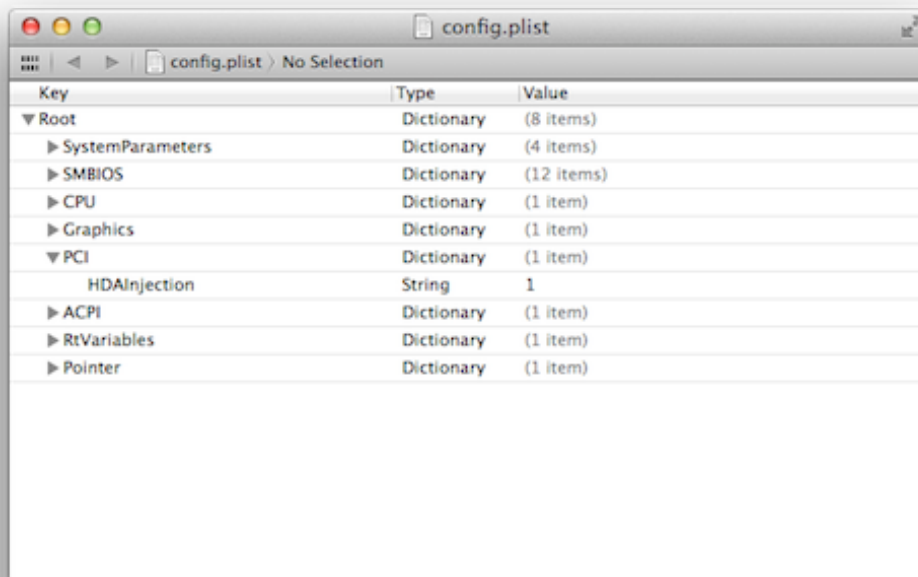 config.plist
config.plist No Selection
Key Type Value
Root Dictionary (8 items)
SystemParameters Dictionary (4 items)
SMBIOS Dictionary (12 items)
CPU Dictionary (1 item)
Graphics Dictionary (1 item)
PCI Dictionary (1 item)
HDAInjection String 1
ACPI Dictionary (1 item)
RtVariables Dictionary (1 item)
Pointer Dictionary (1 item)